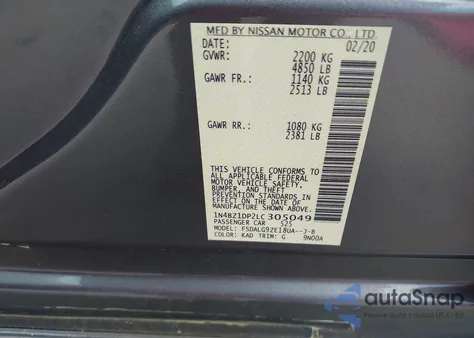 MFD BY NISSAN MOTOR CO., LTD.
DATE: 02/20
GVWR: 2200 KG
4850 LB
GAWR FR.: 1140 KG
2513 LB
GAWR RR.: 1080 KG
2381 LB
THIS VEHICLE CONFORMS TO
ALL APPLICABLE FEDERAL
MOTOR VEHICLE SAFETY,
BUMPER, AND THEFT
PREVENTION STANDARDS IN
EFFECT ON THE DATE OF
MANUFACTURE SHOWN ABOVE.
1N4BZ1DP2LC305049
PASSENGER CAR 525
MODEL: FSDALG9ZE18UA--J-B
COLOR: KAD TRIM: G 9N00A
autoSnap